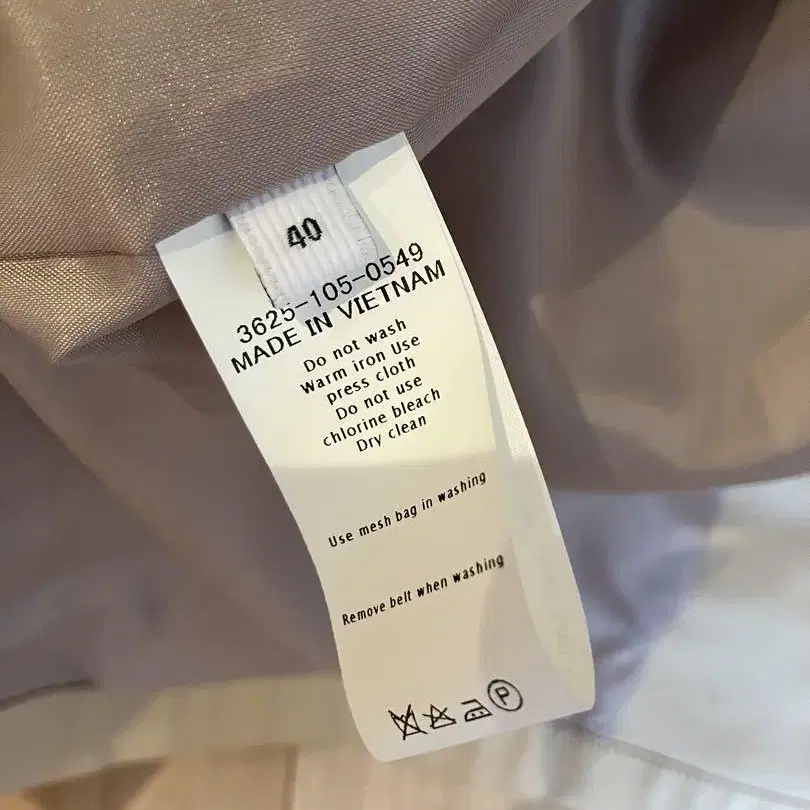 40
3625-105-0549
MADE IN VIETNAM
Do not wash
Warm iron Use
press cloth
Do not use
chlorine bleach
Dry clean
Use mesh bag in washing
Remove belt when washing
P